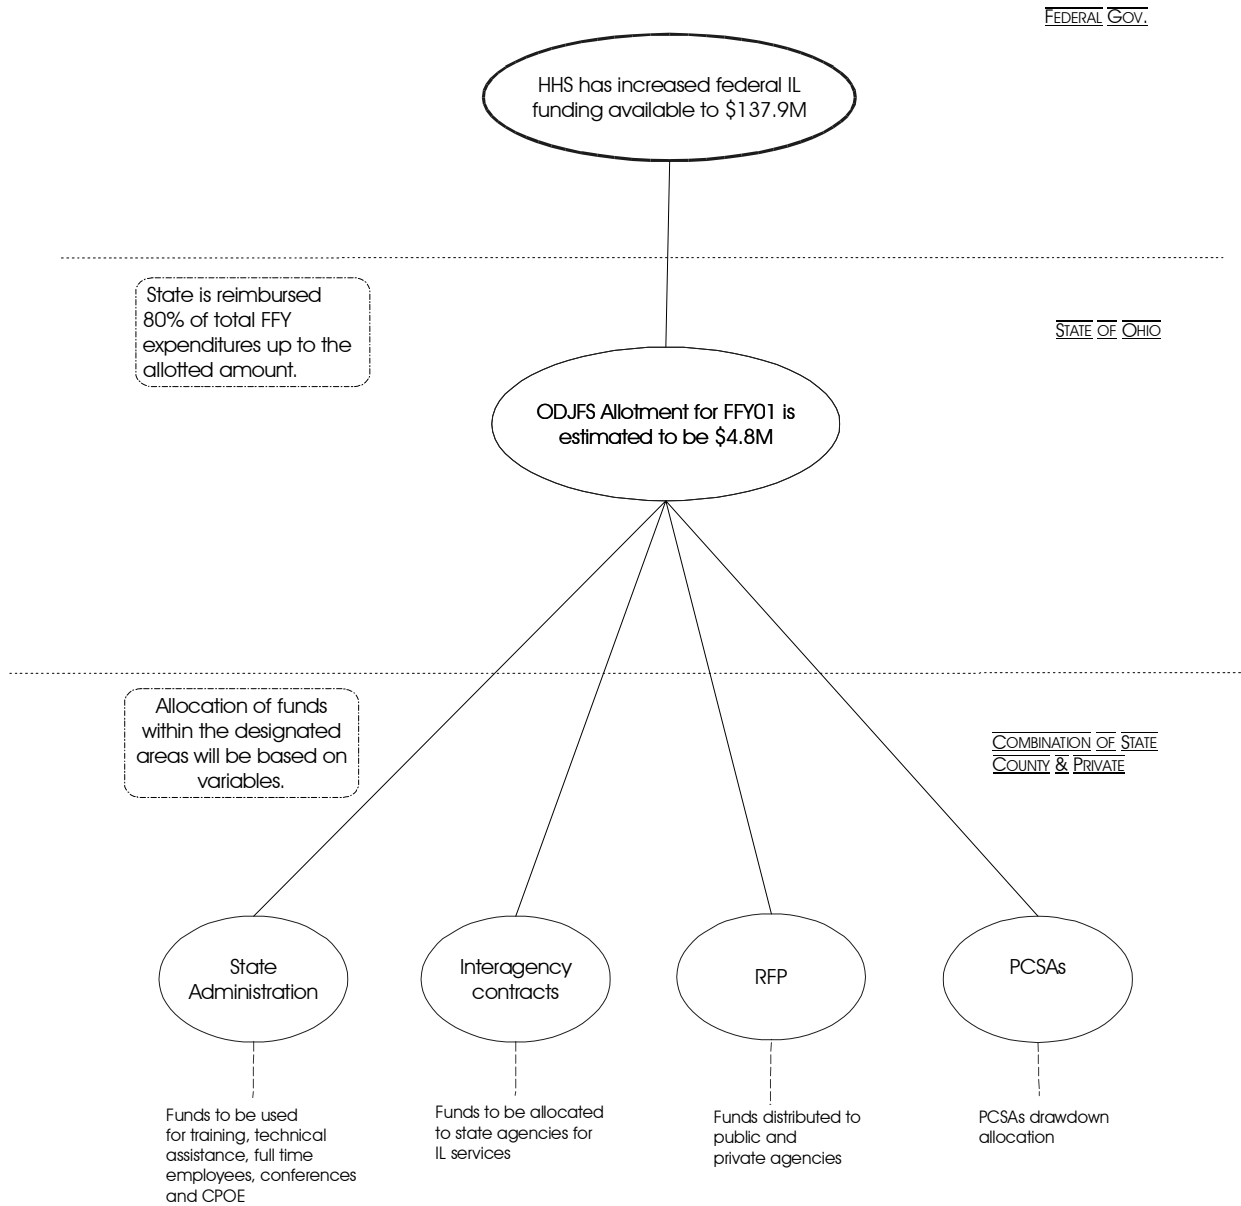 FEDERAL GOV.
HHS has increased federal IL
funding available to $137.9M
State is reimbursed
80% of total FFY
expenditures up to the
allotted amount.
STATE OF OHIO
ODJFS Allotment for FFY01 is
estimated to be $4.8M
Allocation of funds
within the designated
areas will be based on
variables.
COMBINATION OF STATE
COUNTY & PRIVATE
State
Administration
Interagency
contracts
RFP
PCSAs
Funds to be used
for training, technical
assistance, full time
employees, conferences
and CPOE
Funds to be allocated
to state agencies for
IL services
Funds distributed to
public and
private agencies
PCSAs drawdown
allocation